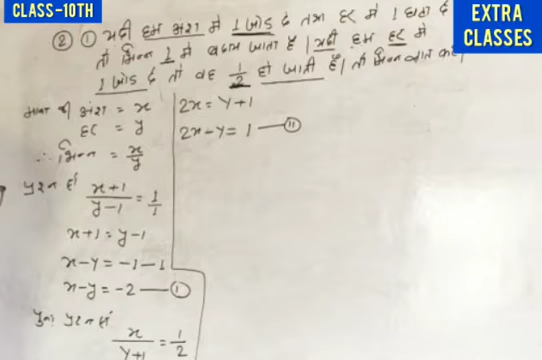 CLASS-10TH
EXTRA CLASSES
② ① यदी हम अंश मे 1 जोड़ दे तथा हर मे 1 घटा दे
तो भिन्न 1 मे बदल जाता है। यदी हम हर मे
1 जोड़ दे तो वह 1/2 हो जाती है। तो भिन्न ज्ञात करे।
माना की अंश = x
हर = y
∴ भिन्न = x/y
प्रश्न से
x+1/y-1 = 1/1
x+1 = y-1
x-y = -1-1
x-y = -2 —①
पुनः प्रश्न से
x/y+1 = 1/2
2x = y+1
2x-y = 1 —⑪